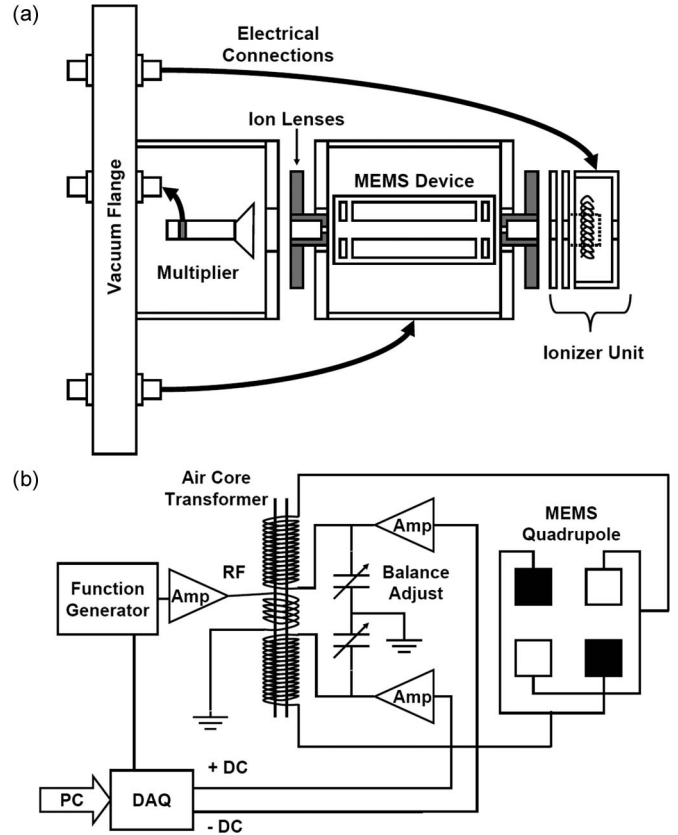 (a)
Electrical
Connections
Ion Lenses
MEMS Device
Vacuum Flange
Multiplier
Ionizer Unit
(b)
Air Core
Transformer
MEMS
Quadrupole
Amp
RF
Function
Generator
Amp
Balance
Adjust
Amp
+ DC
PC
DAQ
- DC